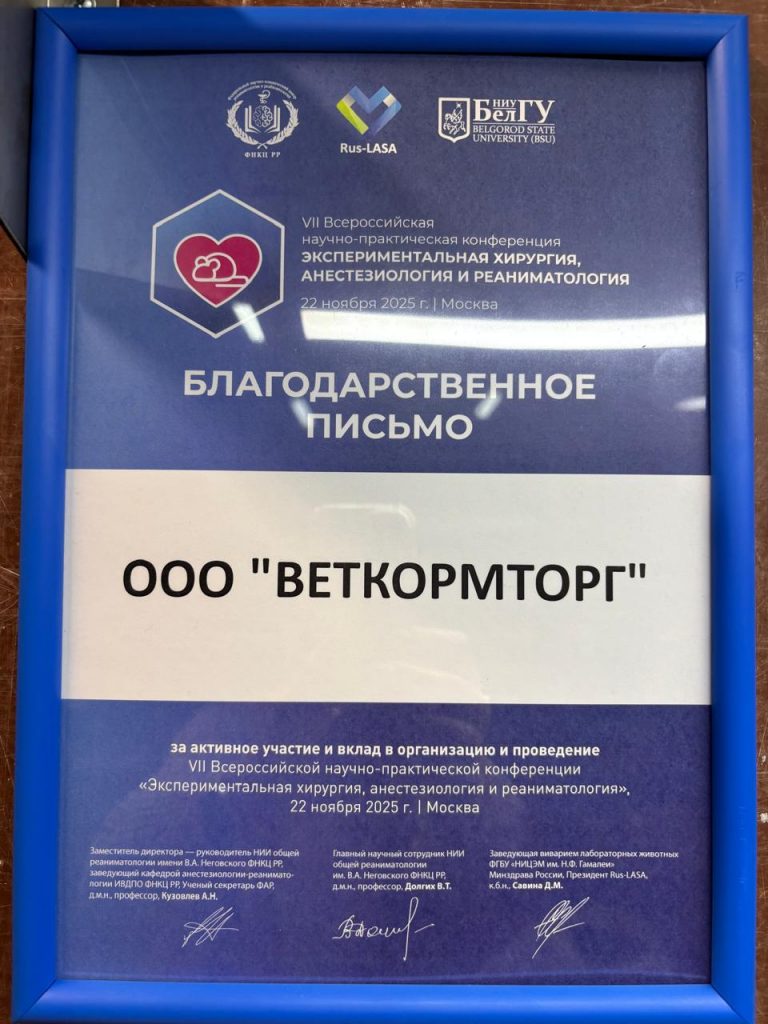 ФНКЦ РР
Rus-LASA
НИУ
БелГУ
BELGOROD STATE
UNIVERSITY (BSU)
VII Всероссийская
научно-практическая конференция
ЭКСПЕРИМЕНТАЛЬНАЯ ХИРУРГИЯ,
АНЕСТЕЗИОЛОГИЯ И РЕАНИМАТОЛОГИЯ
22 ноября 2025 г. | Москва
БЛАГОДАРСТВЕННОЕ
ПИСЬМО
ООО "ВЕТКОРМТОРГ"
за активное участие и вклад в организацию и проведение
VII Всероссийской научно-практической конференции
«Экспериментальная хирургия, анестезиология и реаниматология»,
22 ноября 2025 г. | Москва
Заместитель директора — руководитель НИИ общей
реаниматологии имени В.А. Неговского ФНКЦ РР,
заведующий кафедрой анестезиологии-реанимато-
логии ИВДПО ФНКЦ РР, Ученый секретарь ФАР,
д.м.н., профессор, Кузовлев А.Н.
Главный научный сотрудник НИИ
общей реаниматологии
им. В.А. Неговского ФНКЦ РР,
д.м.н., профессор, Долгих В.Т.
Заведующая виварием лабораторных животных
ФГБУ «НИЦЭМ им. Н.Ф. Гамалеи»
Минздрава России, Президент Rus-LASA,
к.б.н., Савина Д.М.